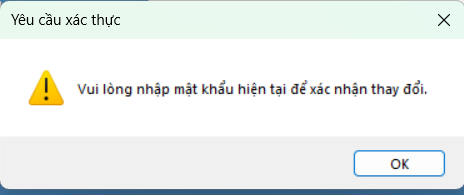 Yêu cầu xác thực
Vui lòng nhập mật khẩu hiện tại để xác nhận thay đổi.
OK